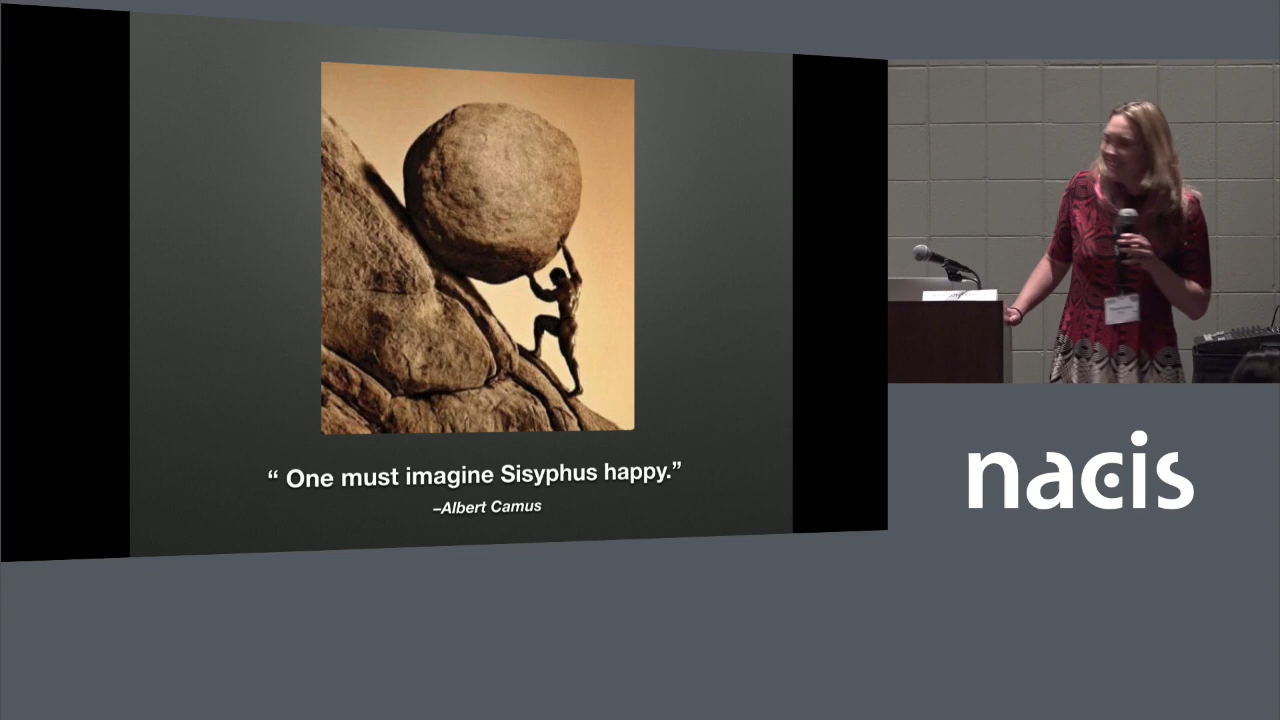 “ One must imagine Sisyphus happy.”
–Albert Camus
nacis